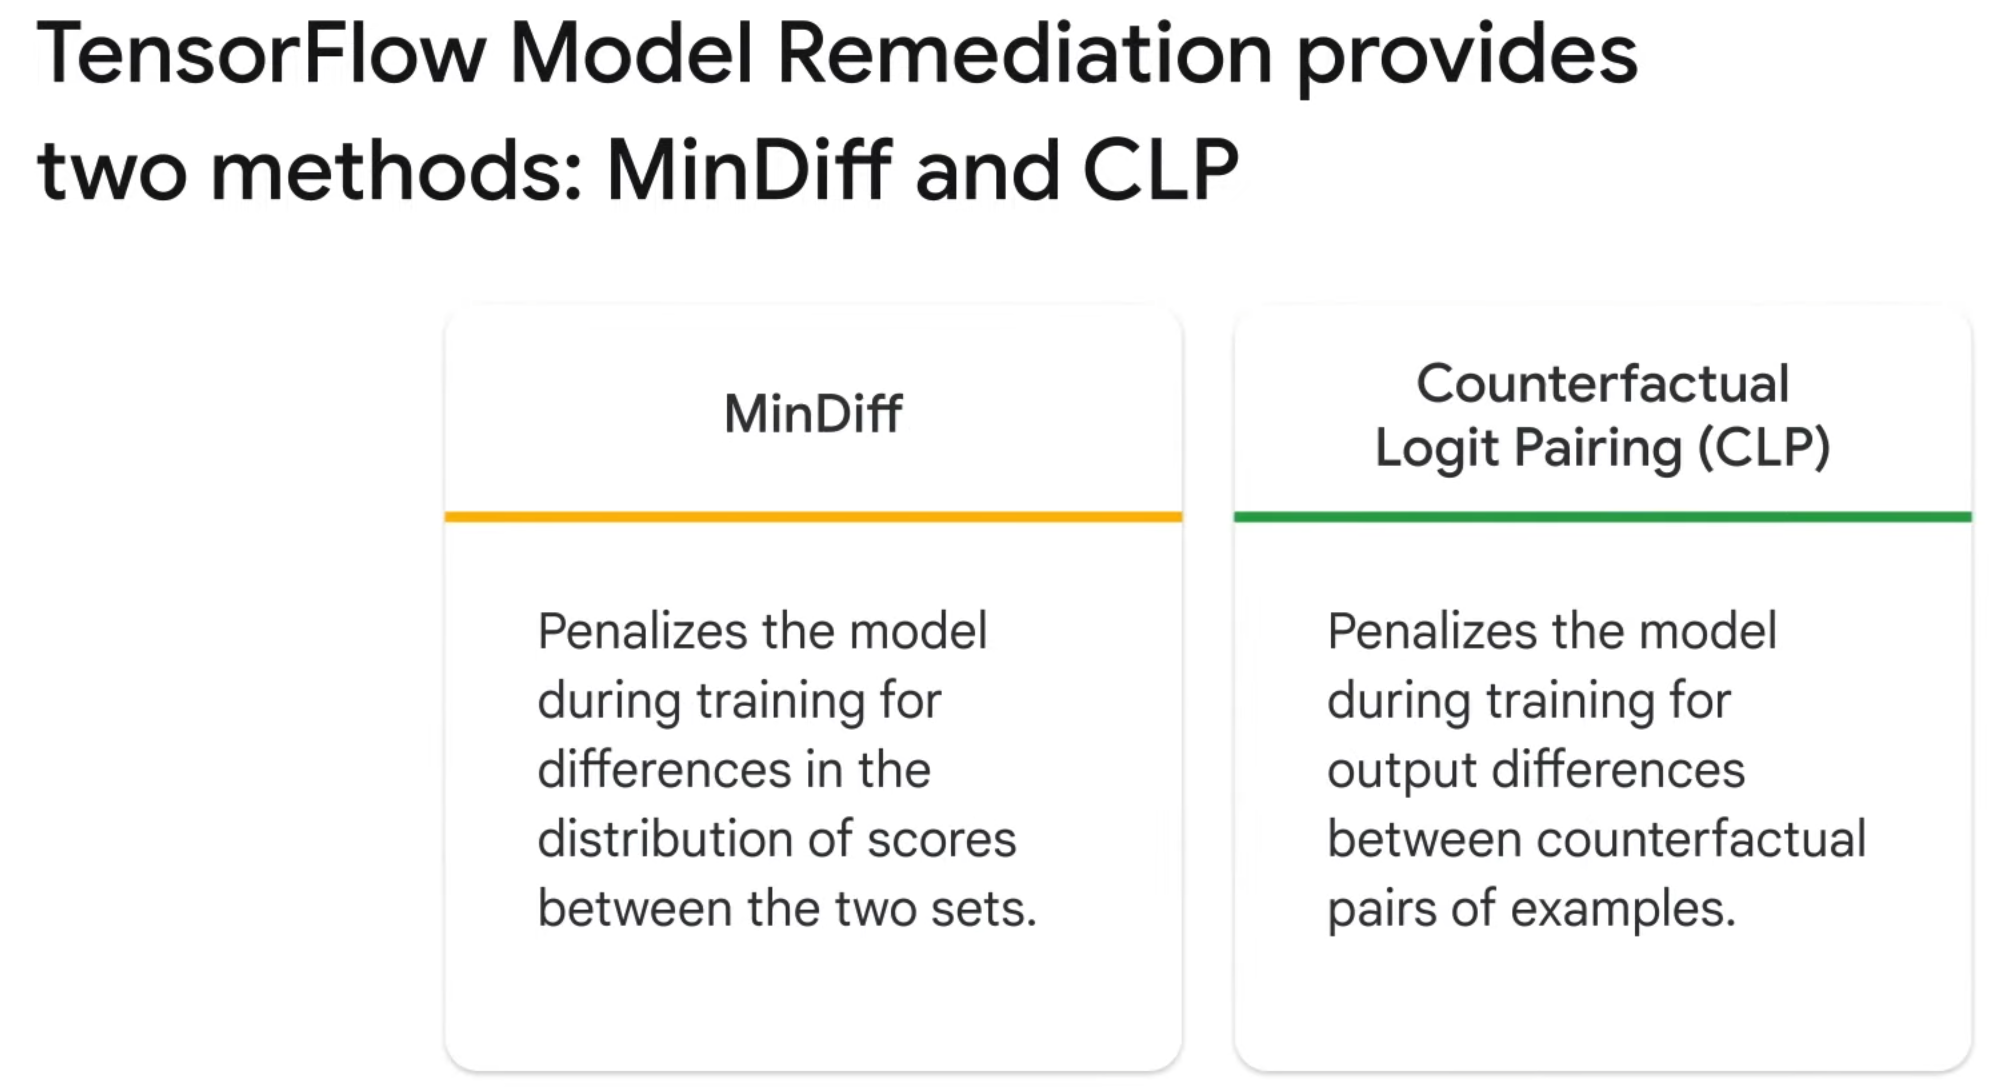 TensorFlow Model Remediation provides
two methods: MinDiff and CLP
MinDiff
Penalizes the model
during training for
differences in the
distribution of scores
between the two sets.
Counterfactual
Logit Pairing (CLP)
Penalizes the model
during training for
output differences
between counterfactual
pairs of examples.